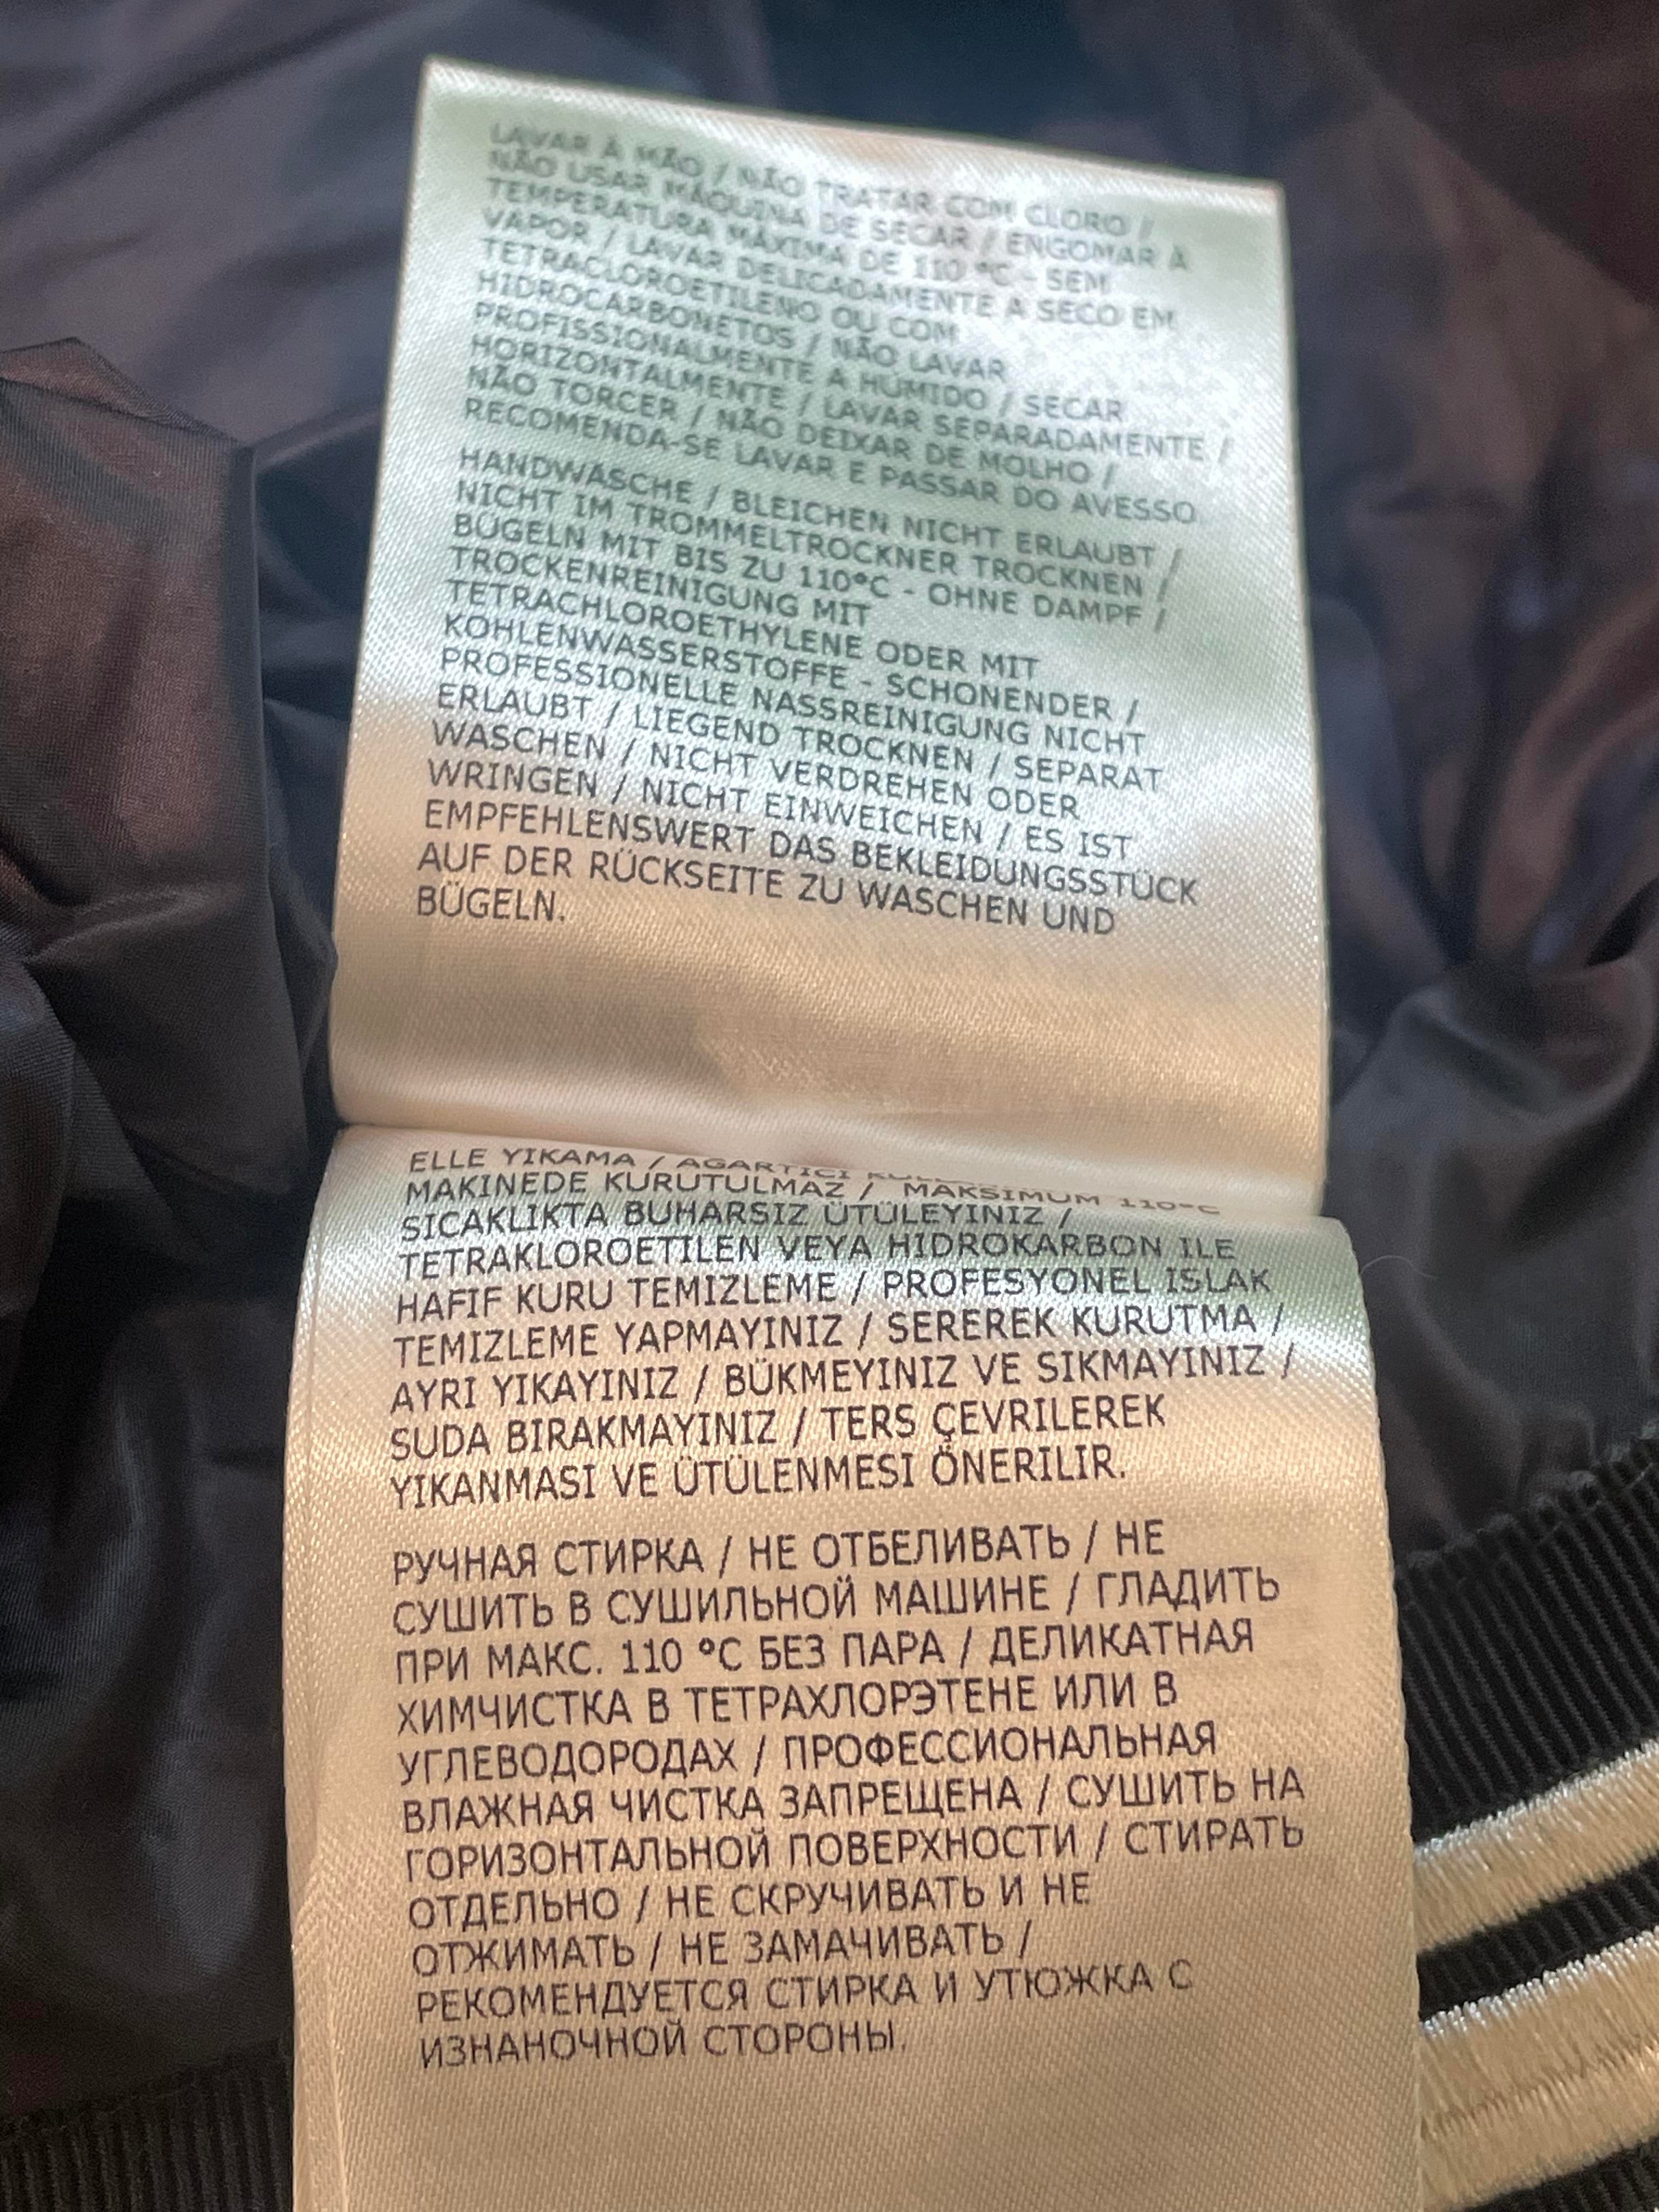 LAVAR À MÃO / NÃO TRATAR COM CLORO /
NÃO USAR MÁQUINA DE SECAR / ENGOMAR À
TEMPERATURA MÁXIMA DE 110 °C - SEM
VAPOR / LAVAR DELICADAMENTE A SECO EM
TETRACLOROETILENO OU COM
HIDROCARBONETOS / NÃO LAVAR
PROFISSIONALMENTE A HÚMIDO / SECAR
HORIZONTALMENTE / LAVAR SEPARADAMENTE /
NÃO TORCER / NÃO DEIXAR DE MOLHO /
RECOMENDA-SE LAVAR E PASSAR DO AVESSO
HANDWÄSCHE / BLEICHEN NICHT ERLAUBT /
NICHT IM TROMMELTROCKNER TROCKNEN /
BÜGELN MIT BIS ZU 110°C - OHNE DAMPF /
TROCKENREINIGUNG MIT
TETRACHLOROETHYLENE ODER MIT
KOHLENWASSERSTOFFE - SCHONENDER /
PROFESSIONELLE NASSREINIGUNG NICHT
ERLAUBT / LIEGEND TROCKNEN / SEPARAT
WASCHEN / NICHT VERDREHEN ODER
WRINGEN / NICHT EINWEICHEN / ES IST
EMPFEHLENSWERT DAS BEKLEIDUNGSSTÜCK
AUF DER RÜCKSEITE ZU WASCHEN UND
BÜGELN.
ELLE YIKAMA / AGARTICI
MAKINEDE KURUTULMAZ / MAKSIMUM 110°C
SICAKLIKTA BUHARSIZ ÜTÜLEYINIZ /
TETRAKLOROETILEN VEYA HIDROKARBON ILE
HAFIF KURU TEMIZLEME / PROFESYONEL ISLAK
TEMIZLEME YAPMAYINIZ / SEREREK KURUTMA /
AYRI YIKAYINIZ / BÜKMEYINIZ VE SIKMAYINIZ /
SUDA BIRAKMAYINIZ / TERS ÇEVRILEREK
YIKANMASI VE ÜTÜLENMESI ÖNERILIR.
РУЧНАЯ СТИРКА / НЕ ОТБЕЛИВАТЬ / НЕ
СУШИТЬ В СУШИЛЬНОЙ МАШИНЕ / ГЛАДИТЬ
ПРИ МАКС. 110 °С БЕЗ ПАРА / ДЕЛИКАТНАЯ
ХИМЧИСТКА В ТЕТРАХЛОРЭТЕНЕ ИЛИ В
УГЛЕВОДОРОДАХ / ПРОФЕССИОНАЛЬНАЯ
ВЛАЖНАЯ ЧИСТКА ЗАПРЕЩЕНА / СУШИТЬ НА
ГОРИЗОНТАЛЬНОЙ ПОВЕРХНОСТИ / СТИРАТЬ
ОТДЕЛЬНО / НЕ СКРУЧИВАТЬ И НЕ
ОТЖИМАТЬ / НЕ ЗАМАЧИВАТЬ /
РЕКОМЕНДУЕТСЯ СТИРКА И УТЮЖКА С
ИЗНАНОЧНОЙ СТОРОНЫ.